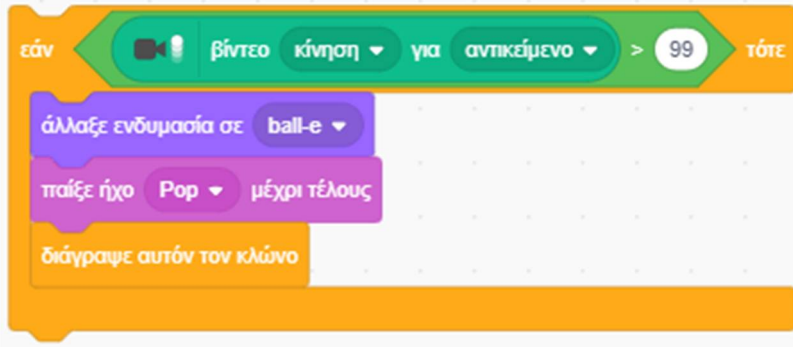 εάν βίντεο κίνηση για αντικείμενο > 99 τότε
άλλαξε ενδυμασία σε ball-e
παίξε ήχο Pop μέχρι τέλους
διάγραψε αυτόν τον κλώνο